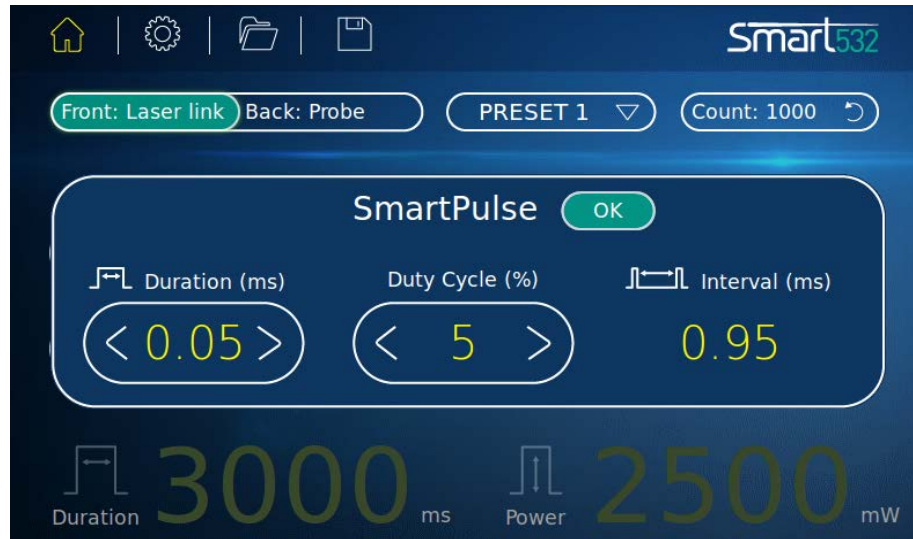 Smart532
Front: Laser link Back: Probe PRESET 1 Count: 1000
SmartPulse OK
Duration (ms) Duty Cycle (%) Interval (ms)
< 0.05 > < 5 > 0.95
Duration 3000 ms Power 2500 mW